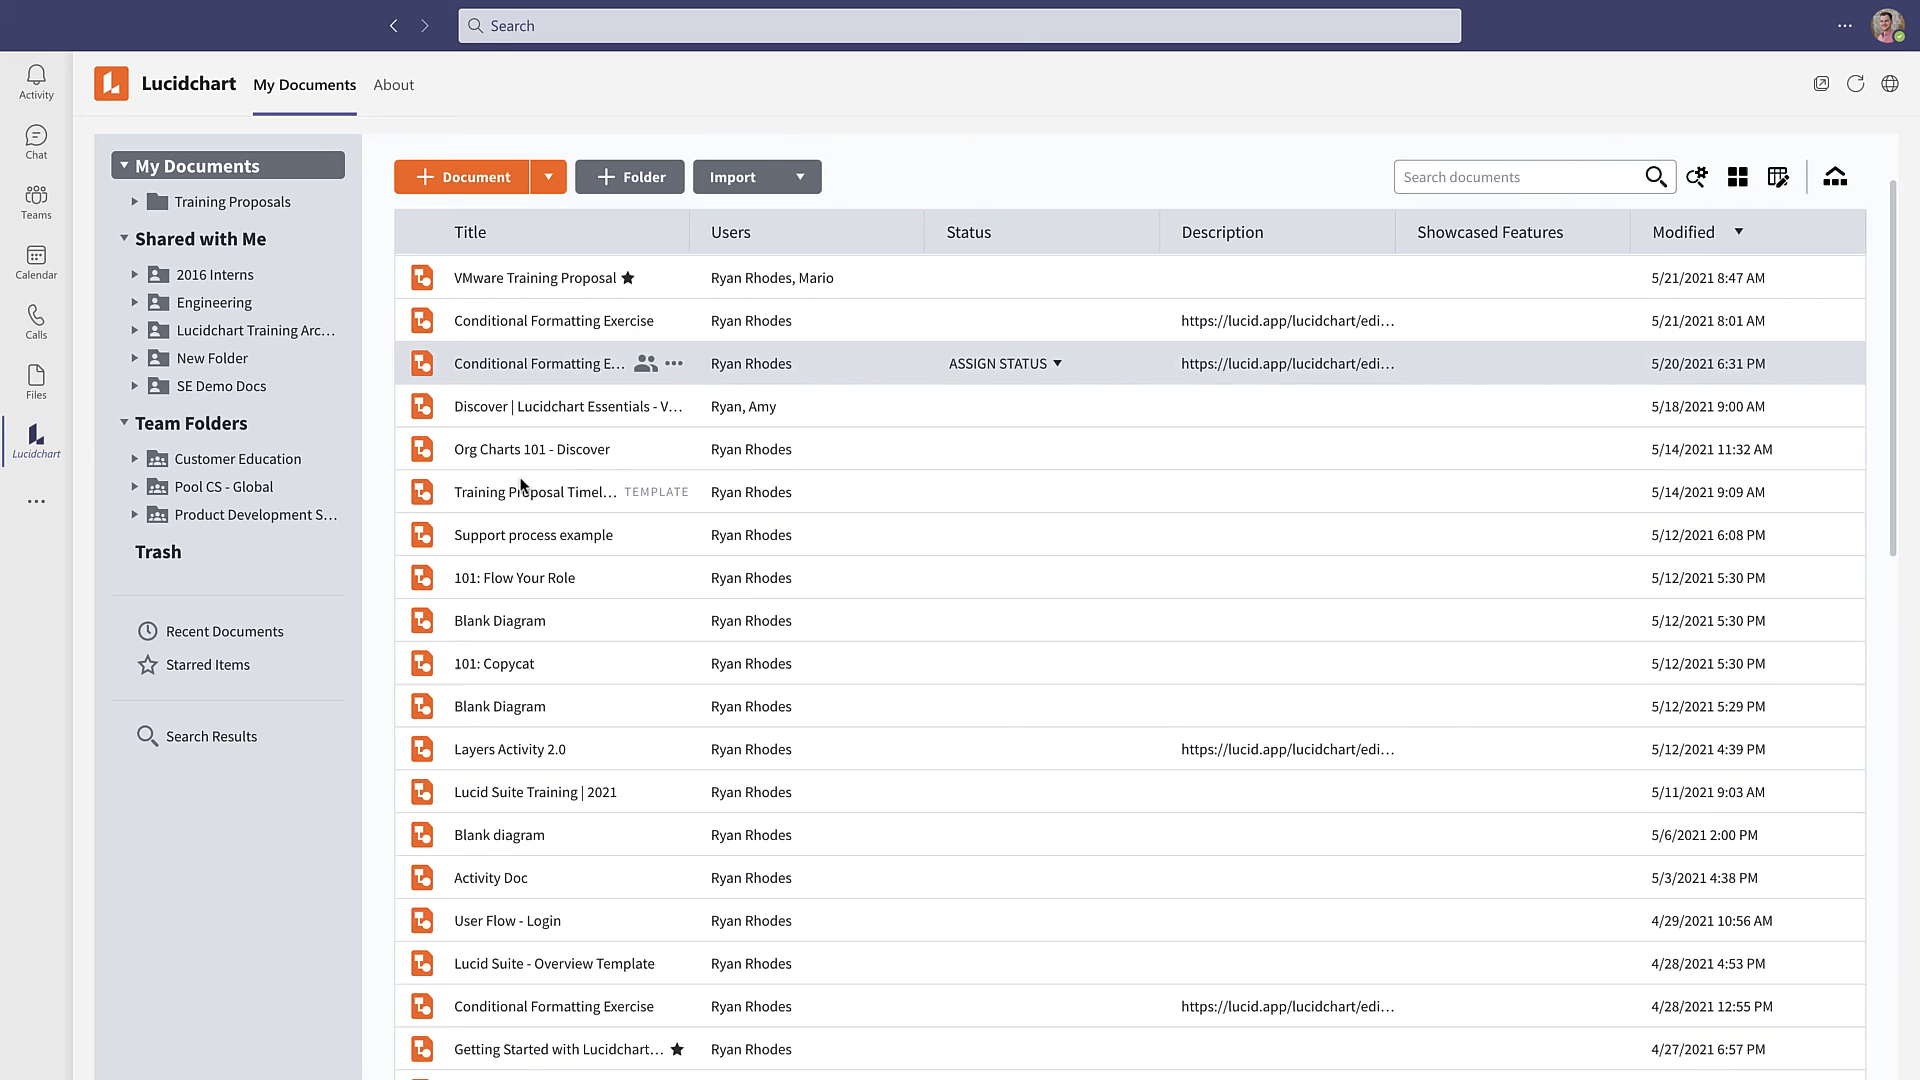 Search
Activity
Chat
Teams
Calendar
Calls
Files
Lucidchart
Lucidchart
My Documents
About
My Documents
Training Proposals
Shared with Me
2016 Interns
Engineering
Lucidchart Training Arc...
New Folder
SE Demo Docs
Team Folders
Customer Education
Pool CS - Global
Product Development S...
Trash
Recent Documents
Starred Items
Search Results
Document
Folder
Import
Search documents
Title Users Status Description Showcased Features Modified
VMware Training Proposal Ryan Rhodes, Mario 5/21/2021 8:47 AM
Conditional Formatting Exercise Ryan Rhodes https://lucid.app/lucidchart/edi... 5/21/2021 8:01 AM
Conditional Formatting E... Ryan Rhodes ASSIGN STATUS https://lucid.app/lucidchart/edi... 5/20/2021 6:31 PM
Discover | Lucidchart Essentials - V... Ryan, Amy 5/18/2021 9:00 AM
Org Charts 101 - Discover Ryan Rhodes 5/14/2021 11:32 AM
Training Proposal Timel... TEMPLATE Ryan Rhodes 5/14/2021 9:09 AM
Support process example Ryan Rhodes 5/12/2021 6:08 PM
101: Flow Your Role Ryan Rhodes 5/12/2021 5:30 PM
Blank Diagram Ryan Rhodes 5/12/2021 5:30 PM
101: Copycat Ryan Rhodes 5/12/2021 5:30 PM
Blank Diagram Ryan Rhodes 5/12/2021 5:29 PM
Layers Activity 2.0 Ryan Rhodes https://lucid.app/lucidchart/edi... 5/12/2021 4:39 PM
Lucid Suite Training | 2021 Ryan Rhodes 5/11/2021 9:03 AM
Blank diagram Ryan Rhodes 5/6/2021 2:00 PM
Activity Doc Ryan Rhodes 5/3/2021 4:38 PM
User Flow - Login Ryan Rhodes 4/29/2021 10:56 AM
Lucid Suite - Overview Template Ryan Rhodes 4/28/2021 4:53 PM
Conditional Formatting Exercise Ryan Rhodes https://lucid.app/lucidchart/edi... 4/28/2021 12:55 PM
Getting Started with Lucidchart... Ryan Rhodes 4/27/2021 6:57 PM